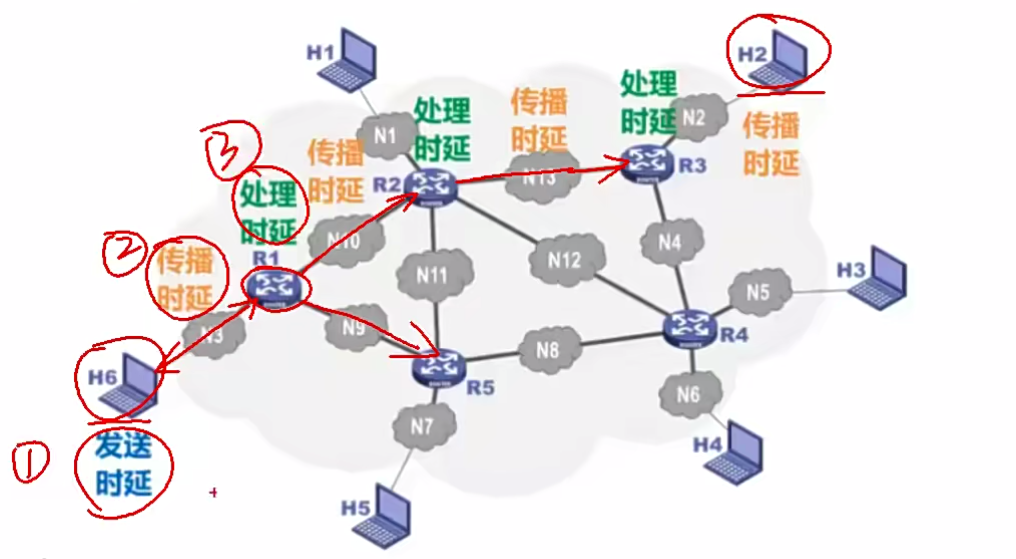 H1
H2
处理
时延
传播
时延
处理
时延
N2
传播
时延
N1
③
传播
时延
R2
N13
R3
处理
时延
N10
②
传播
时延
R1
N11
N12
N4
H3
N5
N3
N9
N8
R4
H6
R5
N6
①
发送
时延
N7
H4
H5